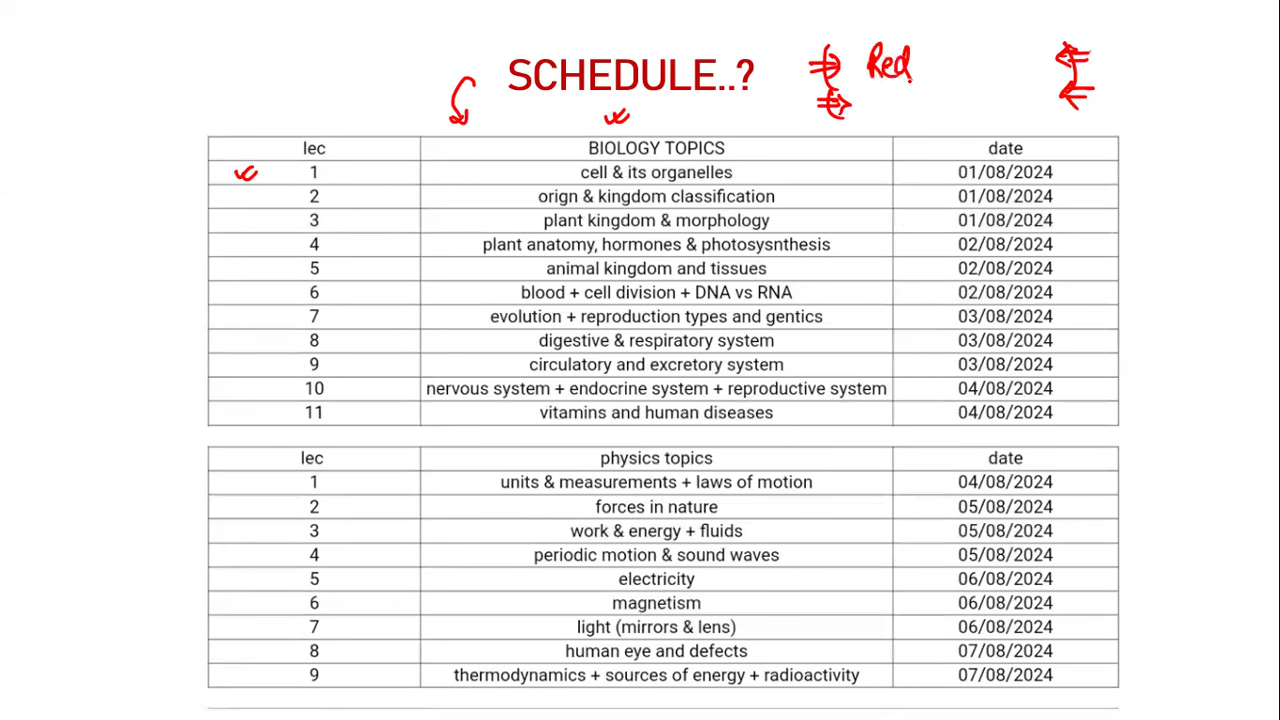 SCHEDULE..? Red
lec BIOLOGY TOPICS date
1 cell & its organelles 01/08/2024
2 orign & kingdom classification 01/08/2024
3 plant kingdom & morphology 01/08/2024
4 plant anatomy, hormones & photosysnthesis 02/08/2024
5 animal kingdom and tissues 02/08/2024
6 blood + cell division + DNA vs RNA 02/08/2024
7 evolution + reproduction types and gentics 03/08/2024
8 digestive & respiratory system 03/08/2024
9 circulatory and excretory system 03/08/2024
10 nervous system + endocrine system + reproductive system 04/08/2024
11 vitamins and human diseases 04/08/2024
lec physics topics date
1 units & measurements + laws of motion 04/08/2024
2 forces in nature 05/08/2024
3 work & energy + fluids 05/08/2024
4 periodic motion & sound waves 05/08/2024
5 electricity 06/08/2024
6 magnetism 06/08/2024
7 light (mirrors & lens) 06/08/2024
8 human eye and defects 07/08/2024
9 thermodynamics + sources of energy + radioactivity 07/08/2024